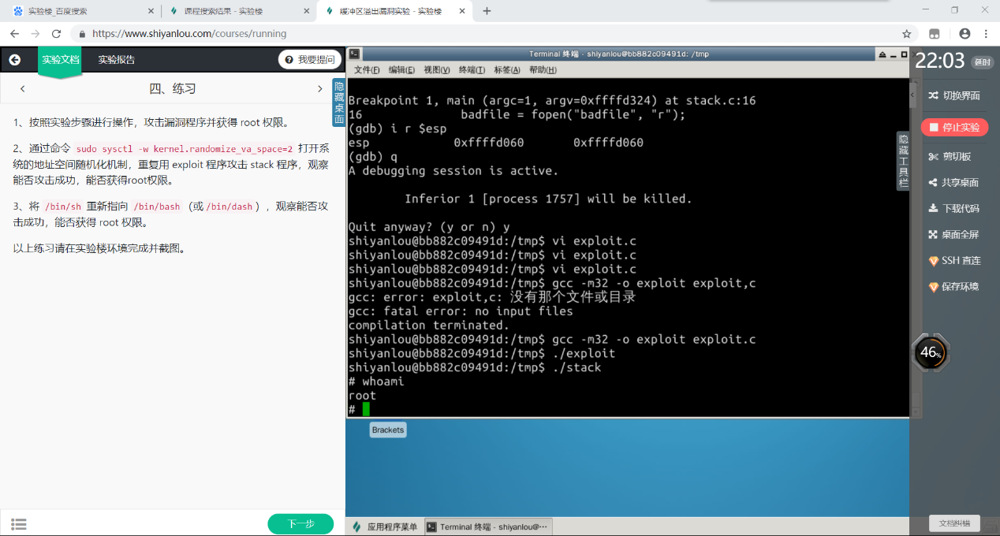 实验楼_百度搜索
课程搜索结果 - 实验楼
缓冲区溢出漏洞实验 - 实验楼
https://www.shiyanlou.com/courses/running
实验文档
实验报告
我要提问
四、练习
隐藏桌面
1、按照实验步骤进行操作，攻击漏洞程序并获得 root 权限。
2、通过命令 sudo sysctl -w kernel.randomize_va_space=2 打开系
统的地址空间随机化机制，重复用 exploit 程序攻击 stack 程序，观察
能否攻击成功，能否获得root权限。
3、将 /bin/sh 重新指向 /bin/bash （或 /bin/dash ），观察能否攻
击成功，能否获得 root 权限。
以上练习请在实验楼环境完成并截图。
下一步
Terminal 终端 - shiyanlou@bb882c09491d: /tmp
文件(F) 编辑(E) 视图(V) 终端(T) 标签(A) 帮助(H)
Breakpoint 1, main (argc=1, argv=0xffffd324) at stack.c:16
16 badfile = fopen("badfile", "r");
(gdb) i r $esp
esp 0xffffd060 0xffffd060
(gdb) q
A debugging session is active.
Inferior 1 [process 1757] will be killed.
Quit anyway? (y or n) y
shiyanlou@bb882c09491d:/tmp$ vi exploit.c
shiyanlou@bb882c09491d:/tmp$ vi exploit.c
shiyanlou@bb882c09491d:/tmp$ vi exploit.c
shiyanlou@bb882c09491d:/tmp$ gcc -m32 -o exploit exploit,c
gcc: error: exploit,c: 没有那个文件或目录
gcc: fatal error: no input files
compilation terminated.
shiyanlou@bb882c09491d:/tmp$ gcc -m32 -o exploit exploit.c
shiyanlou@bb882c09491d:/tmp$ ./exploit
shiyanlou@bb882c09491d:/tmp$ ./stack
# whoami
root
#
Brackets
应用程序菜单
Terminal 终端 - shiyanlou@···
隐藏工具栏
22:03 延时
切换界面
停止实验
剪切板
共享桌面
下载代码
桌面全屏
SSH 直连
保存环境
46%
文档纠错